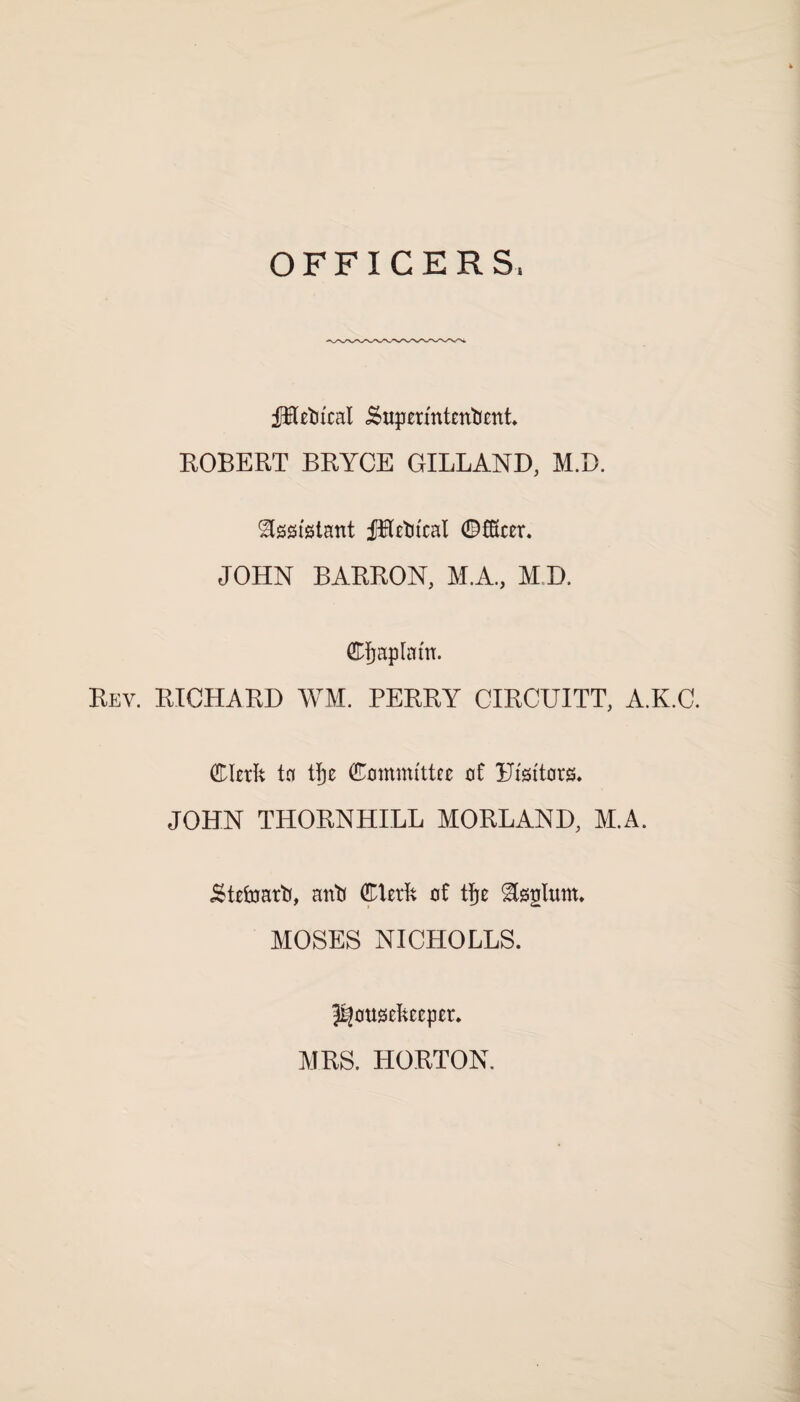 OFFICERS.
Medical Superintendent.
ROBERT BRYCE GILLAND, M.D.
Assistant Medical Officer.
JOHN BARRON, M.A., M.D.
Chaplain.
REV. RICHARD WM. PERRY CIRCUITT, A.K.C.
Clerk to the Committee of Visitors.
JOHN THORNHILL MORLAND, M.A.
Steward, and Clerk of the Asylum.
MOSES NICHOLLS.
Housekeeper.
MRS. HORTON.